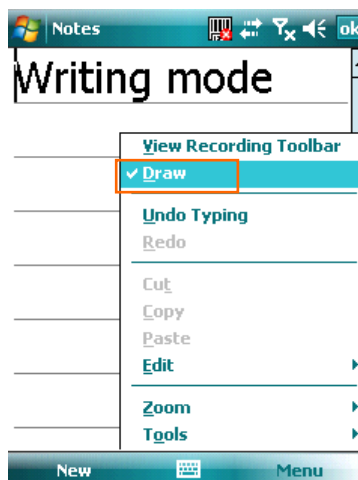 Notes
ok
Writing mode
View Recording Toolbar
Draw
Undo Typing
Redo
Cut
Copy
Paste
Edit
Zoom
Tools
New
Menu